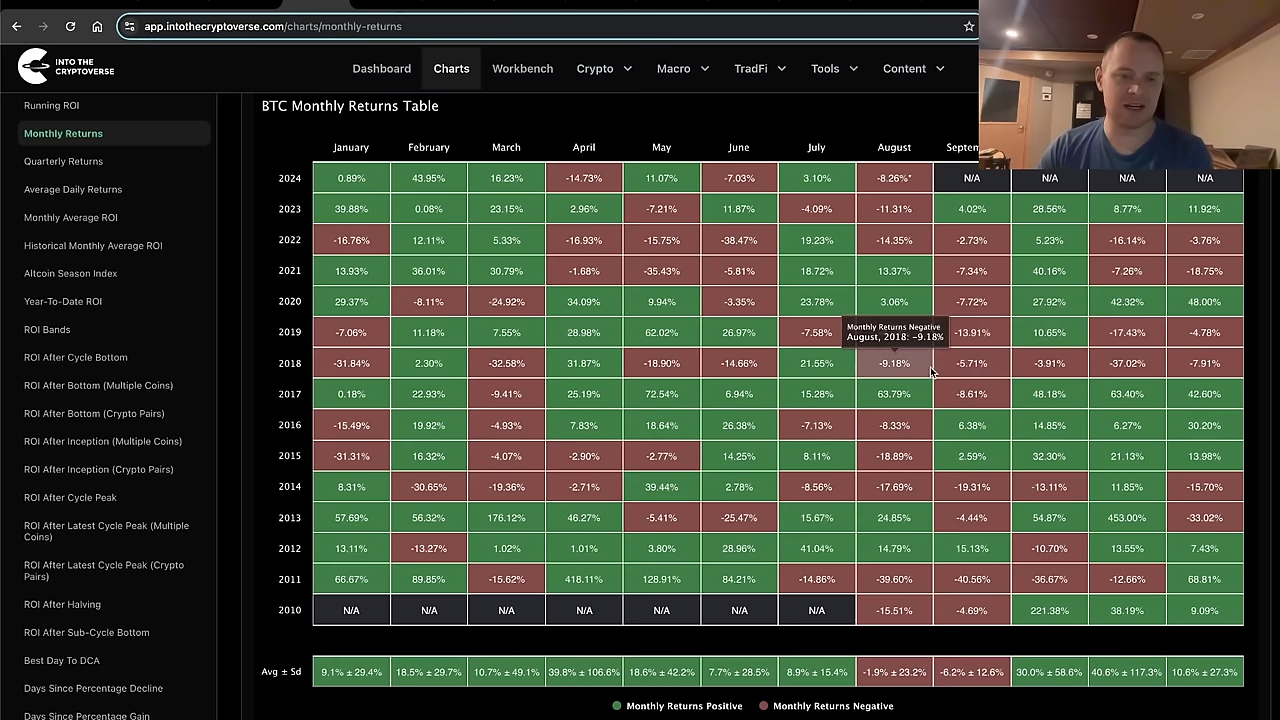 app.intothecryptoverse.com/charts/monthly-returns
INTO THE
CRYPTOVERSE
Dashboard Charts Workbench Crypto Macro TradFi Tools Content
Running ROI
Monthly Returns
Quarterly Returns
Average Daily Returns
Monthly Average ROI
Historical Monthly Average ROI
Altcoin Season Index
Year-To-Date ROI
ROI Bands
ROI After Cycle Bottom
ROI After Bottom (Multiple Coins)
ROI After Bottom (Crypto Pairs)
ROI After Inception (Multiple Coins)
ROI After Inception (Crypto Pairs)
ROI After Cycle Peak
ROI After Latest Cycle Peak (Multiple
Coins)
ROI After Latest Cycle Peak (Crypto
Pairs)
ROI After Halving
ROI After Sub-Cycle Bottom
Best Day To DCA
Days Since Percentage Decline
Days Since Percentage Gain
BTC Monthly Returns Table
January February March April May June July August Septem
2024 0.89% 43.95% 16.23% -14.73% 11.07% -7.03% 3.10% -8.26%* N/A N/A N/A N/A
2023 39.88% 0.08% 23.15% 2.96% -7.21% 11.87% -4.09% -11.31% 4.02% 28.56% 8.77% 11.92%
2022 -16.76% 12.11% 5.33% -16.93% -15.75% -38.47% 19.23% -14.35% -2.73% 5.23% -16.14% -3.76%
2021 13.93% 36.01% 30.79% -1.68% -35.43% -5.81% 18.72% 13.37% -7.34% 40.16% -7.26% -18.75%
2020 29.37% -8.11% -24.92% 34.09% 9.94% -3.35% 23.78% 3.06% -7.72% 27.92% 42.32% 48.00%
2019 -7.06% 11.18% 7.55% 28.98% 62.02% 26.97% -7.58% -13.91% 10.65% -17.43% -4.78%
Monthly Returns Negative
August, 2018: -9.18%
2018 -31.84% 2.30% -32.58% 31.87% -18.90% -14.66% 21.55% -9.18% -5.71% -3.91% -37.02% -7.91%
2017 0.18% 22.93% -9.41% 25.19% 72.54% 6.94% 15.28% 63.79% -8.61% 48.18% 63.40% 42.60%
2016 -15.49% 19.92% -4.93% 7.83% 18.64% 26.38% -7.13% -8.33% 6.38% 14.85% 6.27% 30.20%
2015 -31.31% 16.32% -4.07% -2.90% -2.77% 14.25% 8.11% -18.89% 2.59% 32.30% 21.13% 13.98%
2014 8.31% -30.65% -19.36% -2.71% 39.44% 2.78% -8.56% -17.69% -19.31% -13.11% 11.85% -15.70%
2013 57.69% 56.32% 176.12% 46.27% -5.41% -25.47% 15.67% 24.85% -4.44% 54.87% 453.00% -33.02%
2012 13.11% -13.27% 1.02% 1.01% 3.80% 28.96% 41.04% 14.79% 15.13% -10.70% 13.55% 7.43%
2011 66.67% 89.85% -15.62% 418.11% 128.91% 84.21% -14.86% -39.60% -40.56% -36.67% -12.66% 68.81%
2010 N/A N/A N/A N/A N/A N/A N/A -15.51% -4.69% 221.38% 38.19% 9.09%
Avg ± Sd 9.1% ± 29.4% 18.5% ± 29.7% 10.7% ± 49.1% 39.8% ± 106.6% 18.6% ± 42.2% 7.7% ± 28.5% 8.9% ± 15.4% -1.9% ± 23.2% -6.2% ± 12.6% 30.0% ± 58.6% 40.6% ± 117.3% 10.6% ± 27.3%
Monthly Returns Positive Monthly Returns Negative